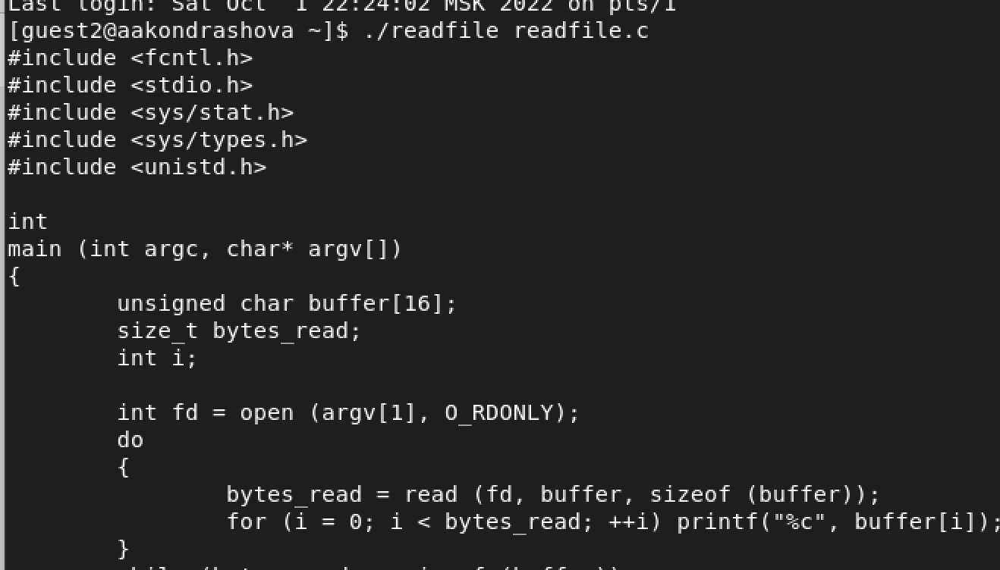 Last login: Sat Oct  1 22:24:02 MSK 2022 on pts/1
[guest2@aakondrashova ~]$ ./readfile readfile.c
#include <fcntl.h>
#include <stdio.h>
#include <sys/stat.h>
#include <sys/types.h>
#include <unistd.h>

int
main (int argc, char* argv[])
{
        unsigned char buffer[16];
        size_t bytes_read;
        int i;

        int fd = open (argv[1], O_RDONLY);
        do
        {
                bytes_read = read (fd, buffer, sizeof (buffer));
                for (i = 0; i < bytes_read; ++i) printf("%c", buffer[i]);
        }